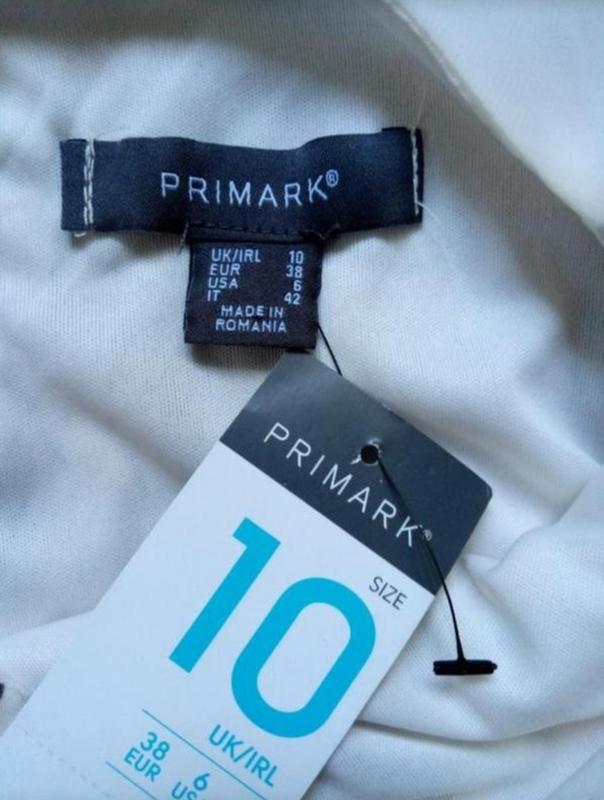 PRIMARK®
UK/IRL 10
EUR 38
USA 6
IT 42
MADE IN
ROMANIA
PRIMARK®
SIZE
10
UK/IRL
38 6
EUR